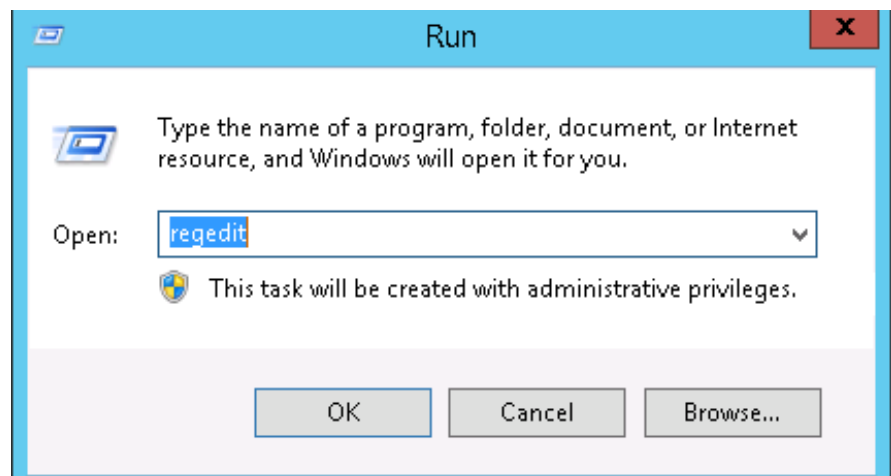 Run
x
Type the name of a program, folder, document, or Internet
resource, and Windows will open it for you.
Open: regedit
This task will be created with administrative privileges.
OK Cancel Browse...